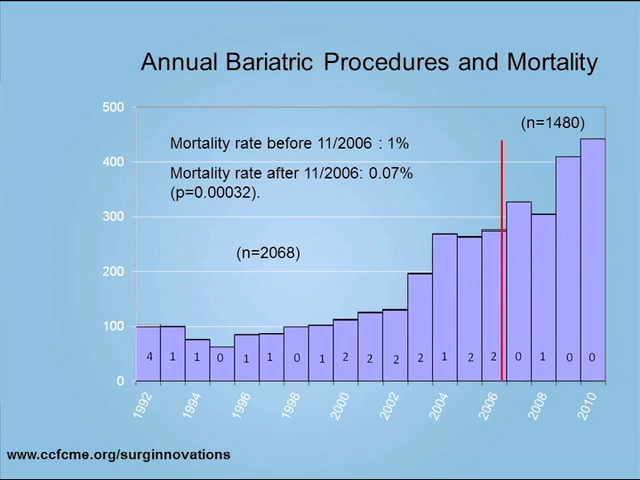 Annual Bariatric Procedures and Mortality
500
(n=1480)
Mortality rate before 11/2006 : 1%
400
Mortality rate after 11/2006: 0.07%
(p=0.00032).
300
(n=2068)
200
100
4 1 1 0 1 1 0 1 2 2 2 2 1 2 2 0 1 0 0
0
1992 1994 1996 1998 2000 2002 2004 2006 2008 2010
www.ccfcme.org/surginnovations